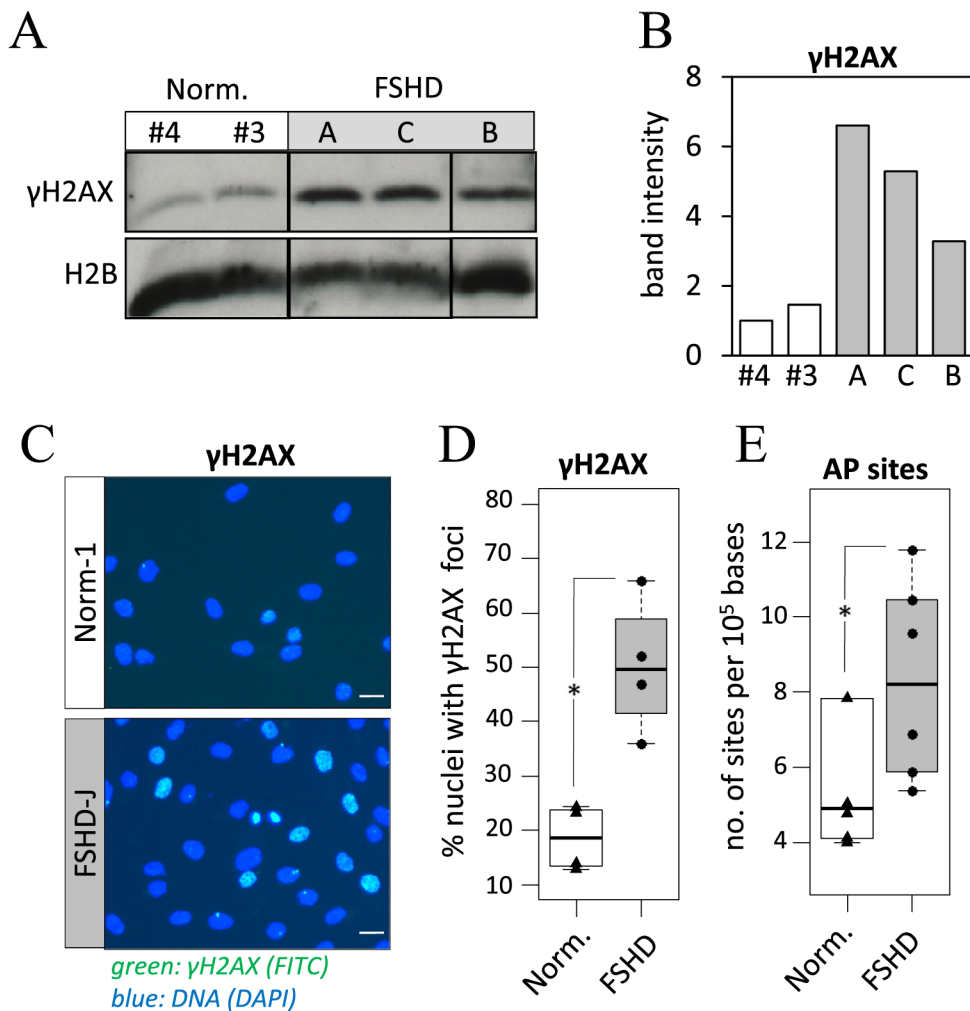 A
Norm. FSHD
#4 #3 A C B
γH2AX
H2B
B
γH2AX
band intensity
8
6
4
2
0
#4 #3 A C B
C
γH2AX
Norm-1
FSHD-J
green: γH2AX (FITC)
blue: DNA (DAPI)
D
γH2AX
% nuclei with γH2AX foci
80
70
60
50
40
30
20
10
*
Norm.
FSHD
E
AP sites
no. of sites per 10⁵ bases
12
10
8
6
4
*
Norm.
FSHD